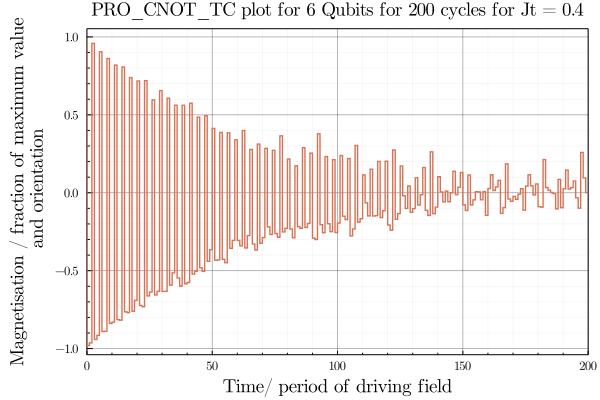 PRO_CNOT_TC plot for 6 Qubits for 200 cycles for Jt = 0.4
Magnetisation / fraction of maximum value
and orientation
1.0
0.5
0.0
−0.5
−1.0
0 50 100 150 200
Time/ period of driving field